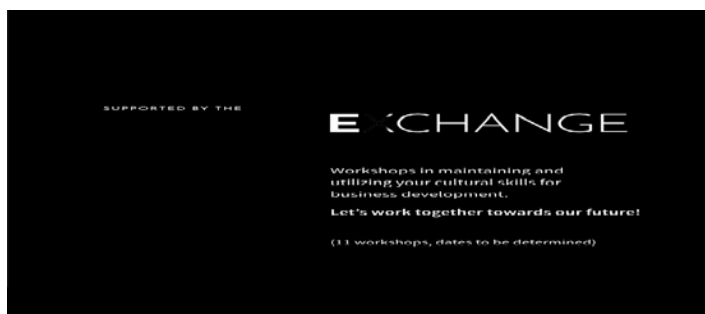 SUPPORTED BY THE
EXCHANGE
Workshops in maintaining and
utilizing your cultural skills for
business development.
Let's work together towards our future!
(11 workshops, dates to be determined)